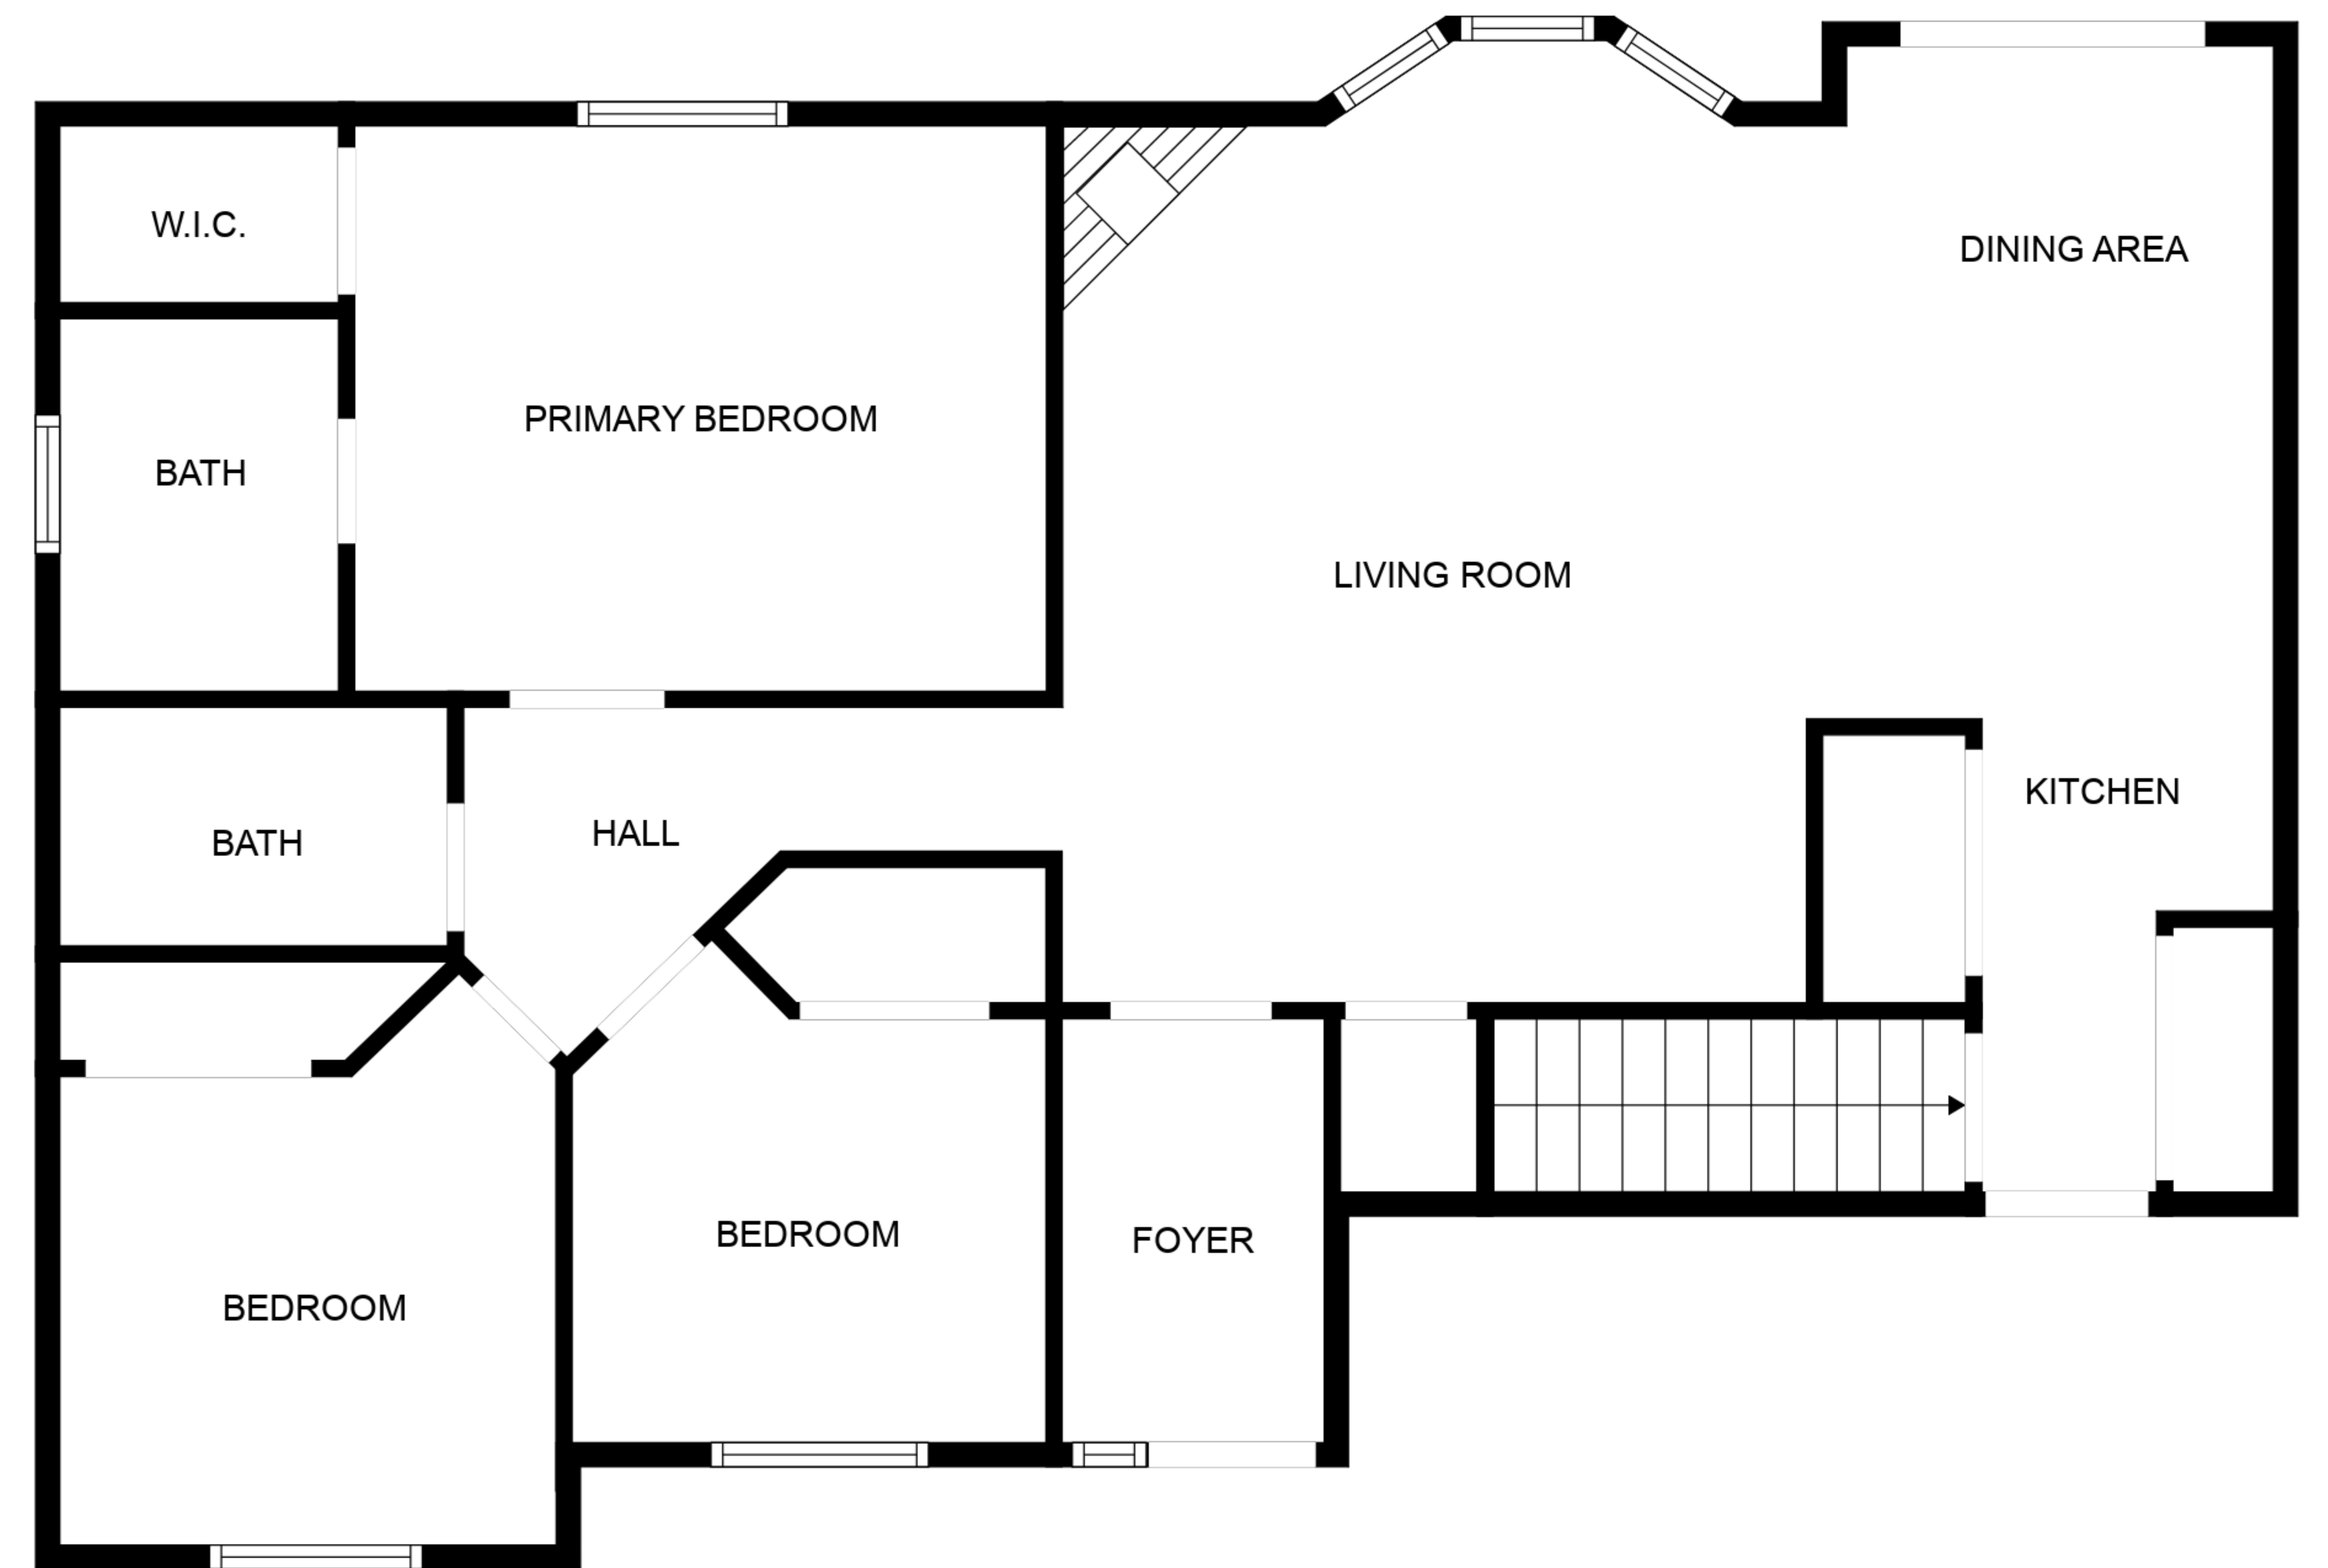 W.I.C.
DINING AREA
PRIMARY BEDROOM
BATH
LIVING ROOM
KITCHEN
HALL
BATH
BEDROOM
FOYER
BEDROOM